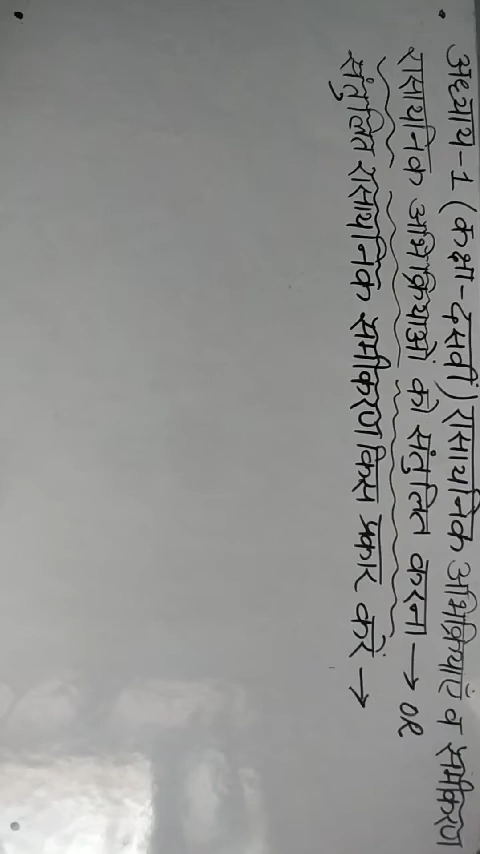 अध्याय-1 (कक्षा-दसवीं) रासायनिक अभिक्रियाएं व समीकरण
रासायनिक अभिक्रियाओं को संतुलित करना → OR
संतुलित रासायनिक समीकरण किस प्रकार करें →